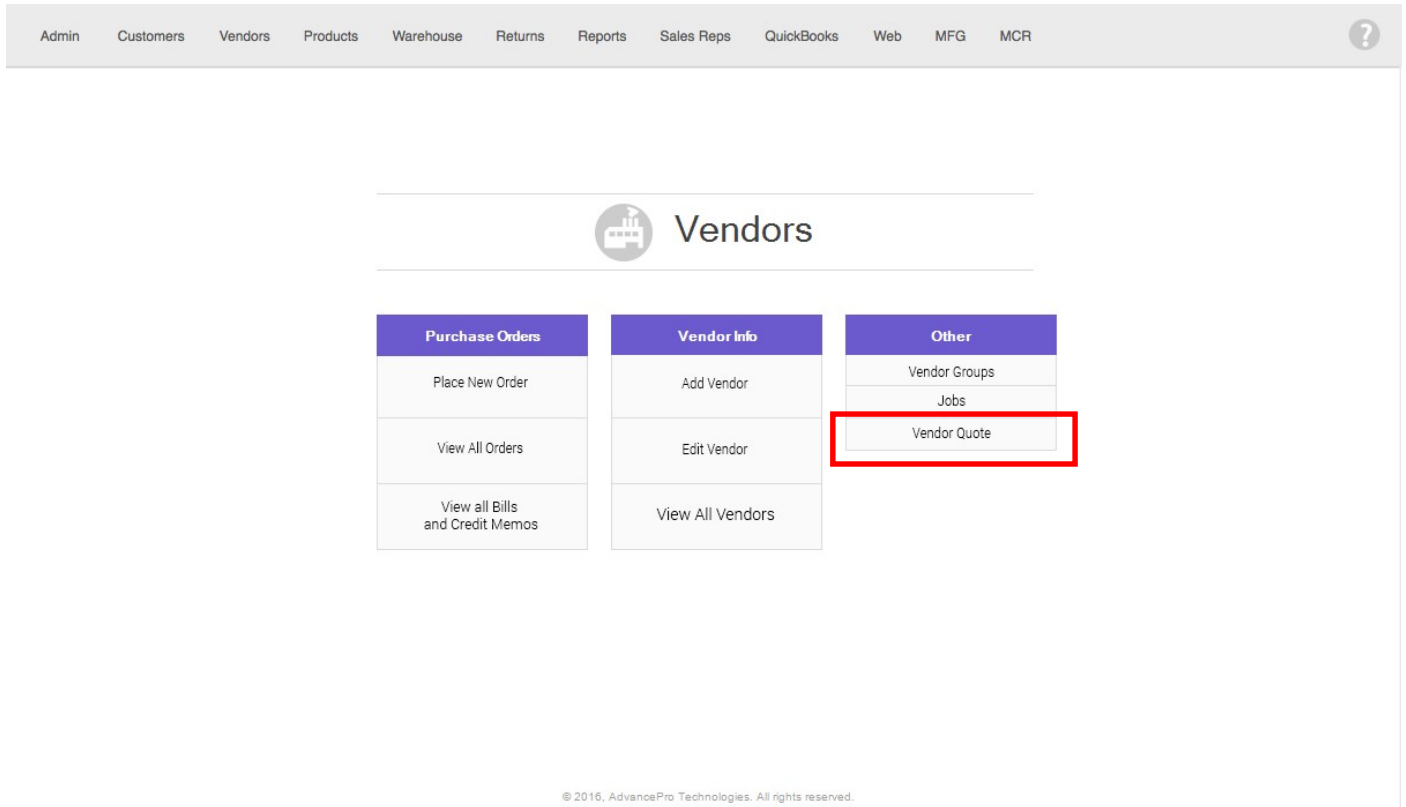 Admin Customers Vendors Products Warehouse Returns Reports Sales Reps QuickBooks Web MFG MCR ?
Vendors
Purchase Orders
Place New Order
View All Orders
View all Bills
and Credit Memos
Vendor Info
Add Vendor
Edit Vendor
View All Vendors
Other
Vendor Groups
Jobs
Vendor Quote
© 2016, AdvancePro Technologies. All rights reserved.